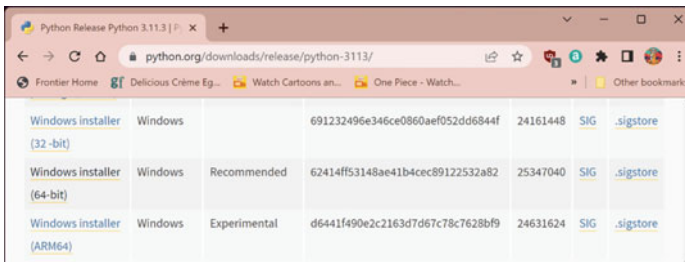 Python Release Python 3.11.3 | P
python.org/downloads/release/python-3113/
Frontier Home Delicious Crème Eg... Watch Cartoons an... One Piece - Watch... » Other bookmark
Windows installer Windows 691232496e346ce0860aef052dd6844f 24161448 SIG .sigstore
(32 -bit)
Windows installer Windows Recommended 62414ff53148ae41b4cec89122532a82 25347040 SIG .sigstore
(64-bit)
Windows installer Windows Experimental d6441f490e2c2163d7d67c78c7628bf9 24631624 SIG .sigstore
(ARM64)